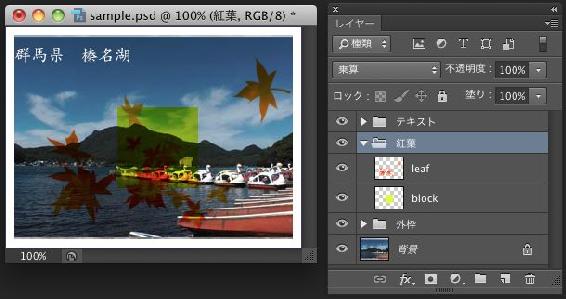 sample.psd @ 100% (紅葉, RGB/8) *
群馬県 榛名湖
100%
レイヤー
種類
乗算
不透明度: 100%
ロック:
塗り: 100%
テキスト
紅葉
leaf
block
外枠
背景
fx